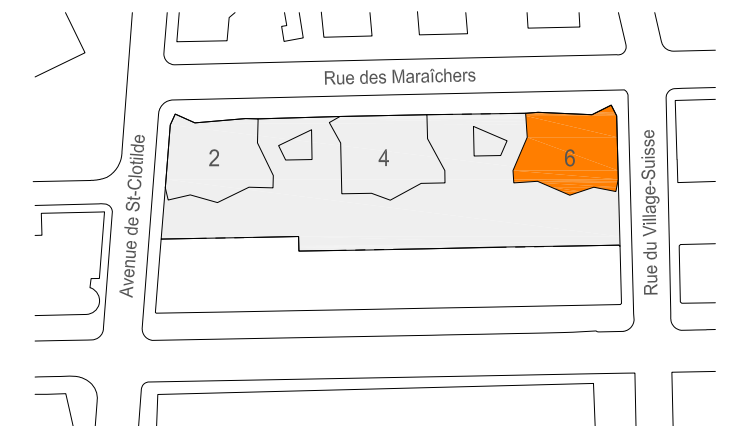 Rue des Maraîchers
Avenue de St-Clotilde
2
4
6
Rue du Village-Suisse